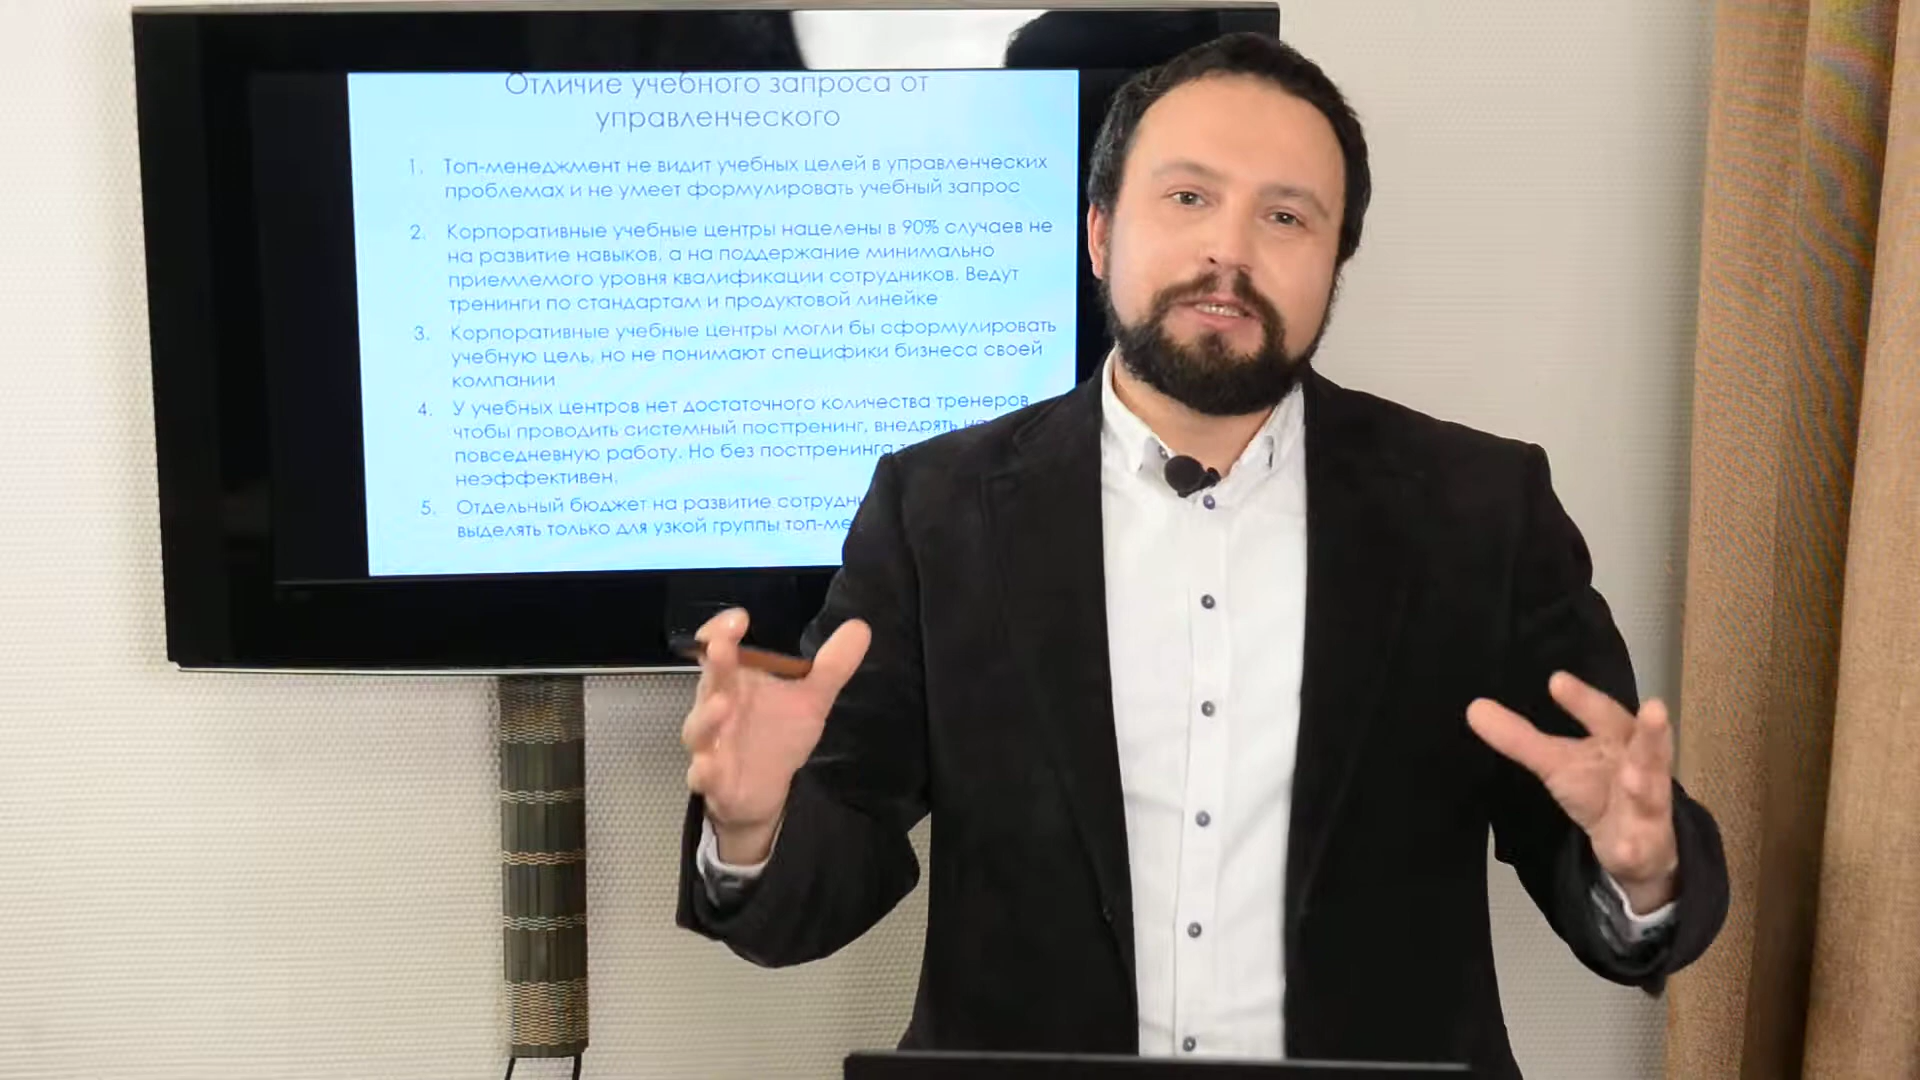 Отличие учебного запроса от
управленческого
1. Топ-менеджмент не видит учебных целей в управленческих
проблемах и не умеет формулировать учебный запрос
2. Корпоративные учебные центры нацелены в 90% случаев не
на развитие навыков, а на поддержание минимально
приемлемого уровня квалификации сотрудников. Ведут
тренинги по стандартам и продуктовой линейке
3. Корпоративные учебные центры могли бы сформулировать
учебную цель, но не понимают специфики бизнеса своей
компании
4. У учебных центров нет достаточного количества тренеров,
чтобы проводить системный посттренинг, внедрять
повседневную работу. Но без посттренинга
неэффективен.
5. Отдельный бюджет на развитие
выделять только для узкой группы